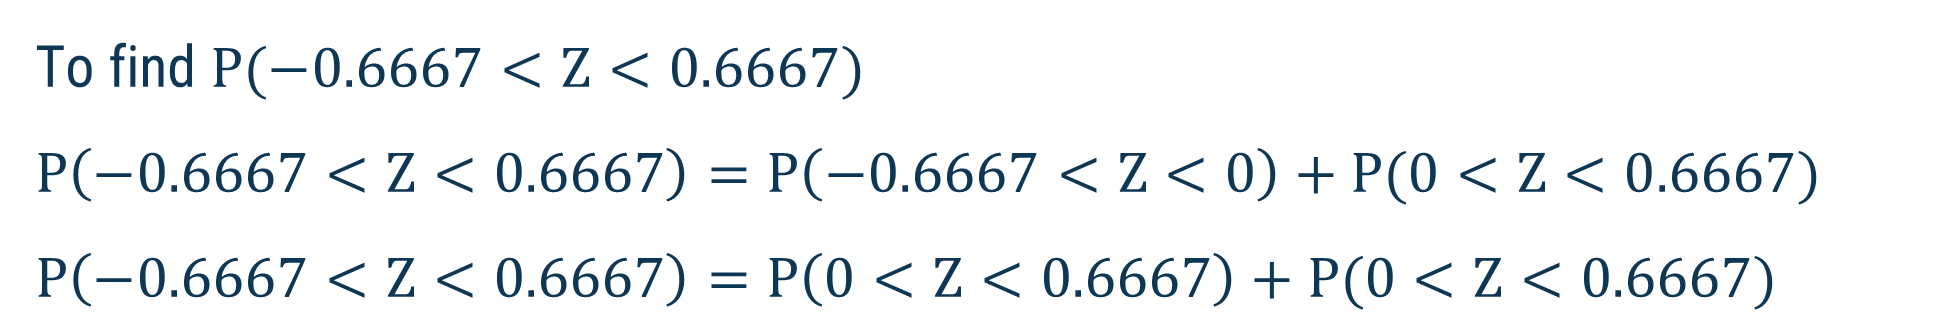 To find P(−0.6667 < Z < 0.6667)
P(−0.6667 < Z < 0.6667) = P(−0.6667 < Z < 0) + P(0 < Z < 0.6667)
P(−0.6667 < Z < 0.6667) = P(0 < Z < 0.6667) + P(0 < Z < 0.6667)